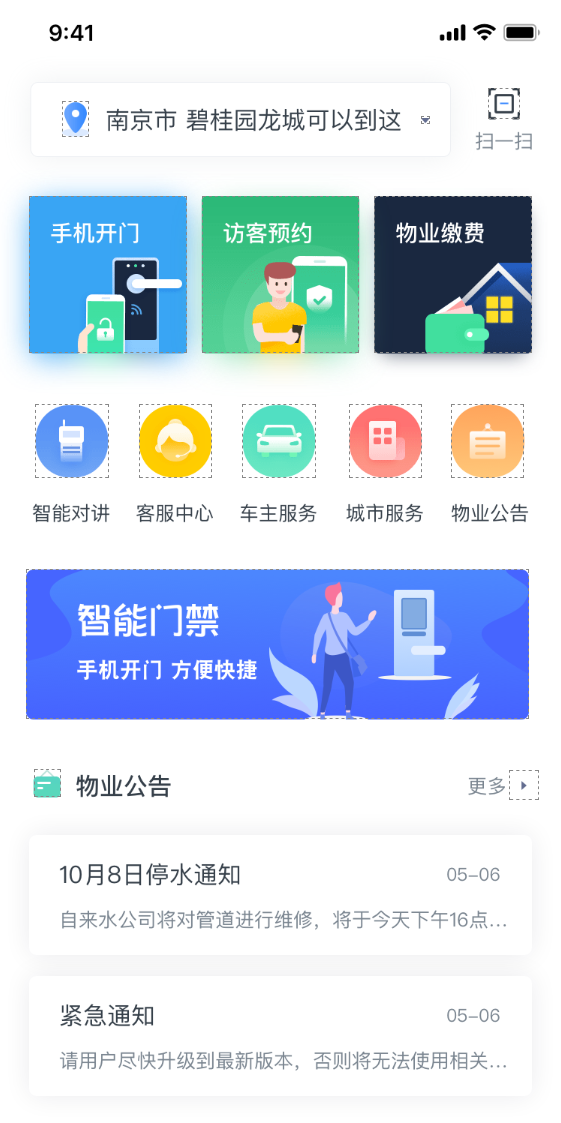 9:41
南京市 碧桂园龙城可以到这
扫一扫
手机开门
访客预约
物业缴费
智能对讲
客服中心
车主服务
城市服务
物业公告
智能门禁
手机开门 方便快捷
物业公告
更多
10月8日停水通知
05-06
自来水公司将对管道进行维修，将于今天下午16点...
紧急通知
05-06
请用户尽快升级到最新版本，否则将无法使用相关...